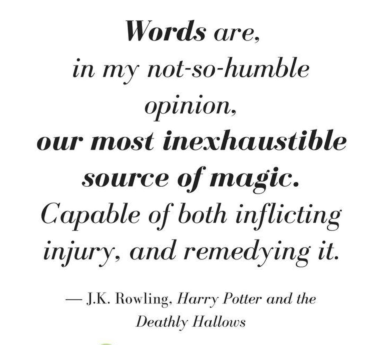 Words are,
in my not-so-humble
opinion,
our most inexhaustible
source of magic.
Capable of both inflicting
injury, and remedying it.
— J.K. Rowling, Harry Potter and the
Deathly Hallows